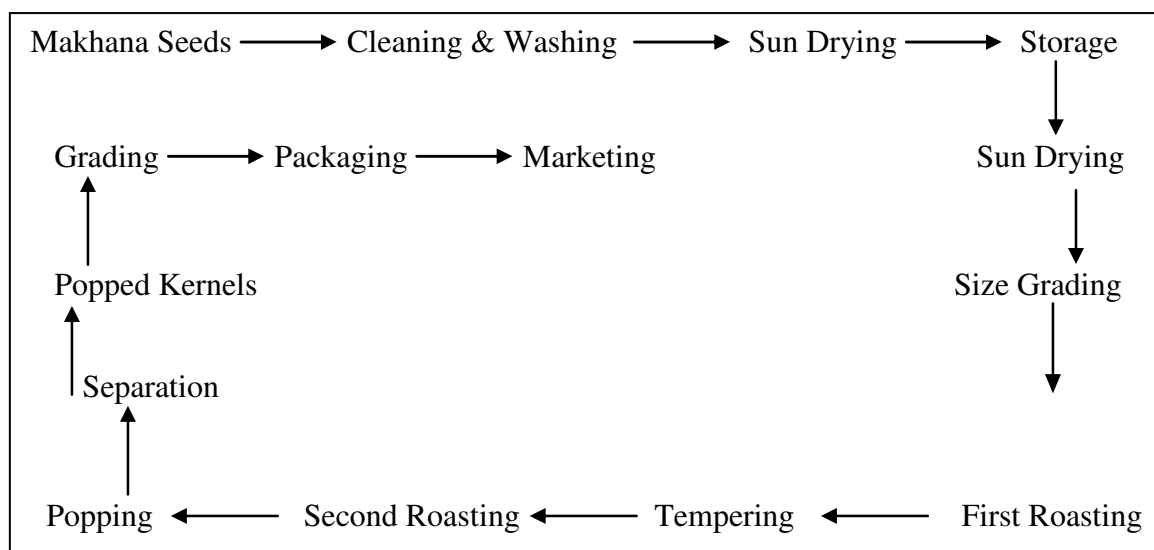 Makhana Seeds Cleaning & Washing Sun Drying Storage
Grading Packaging Marketing Sun Drying
Popped Kernels Size Grading
Separation
Popping Second Roasting Tempering First Roasting